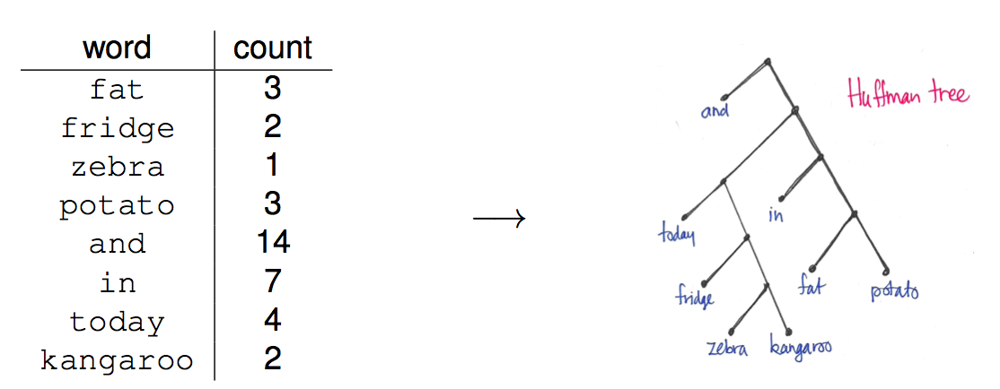 word count
fat 3
fridge 2
zebra 1
potato 3
and 14
in 7
today 4
kangaroo 2
Huffman tree
and
in
today
fridge
fat
potato
zebra
kangaroo